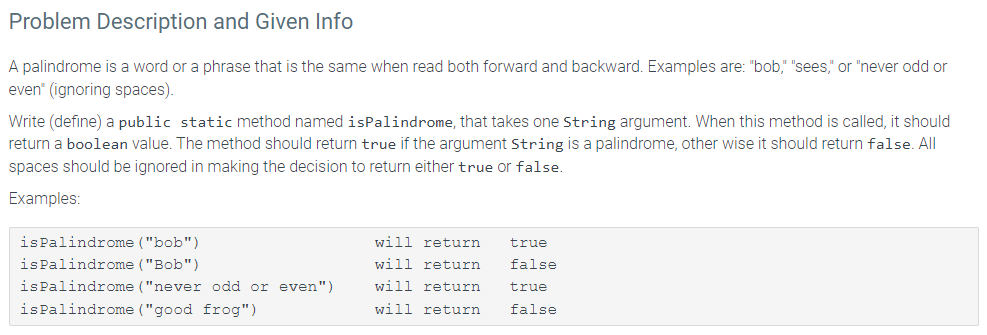 Problem Description and Given Info
A palindrome is a word or a phrase that is the same when read both forward and backward. Examples are: "bob," "sees," or "never odd or
even" (ignoring spaces).
Write (define) a public static method named isPalindrome, that takes one String argument. When this method is called, it should
return a boolean value. The method should return true if the argument String is a palindrome, other wise it should return false. All
spaces should be ignored in making the decision to return either true or false.
Examples:
isPalindrome("bob") will return true
isPalindrome("Bob") will return false
isPalindrome("never odd or even") will return true
isPalindrome("good frog") will return false